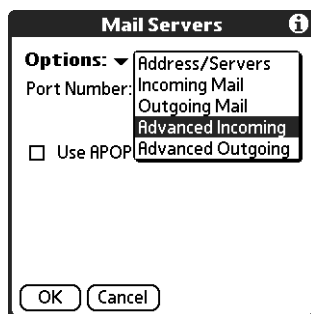 Mail Servers
Options:
Address/Servers
Port Number:
Incoming Mail
Outgoing Mail
Advanced Incoming
Use APOP
Advanced Outgoing
OK
Cancel